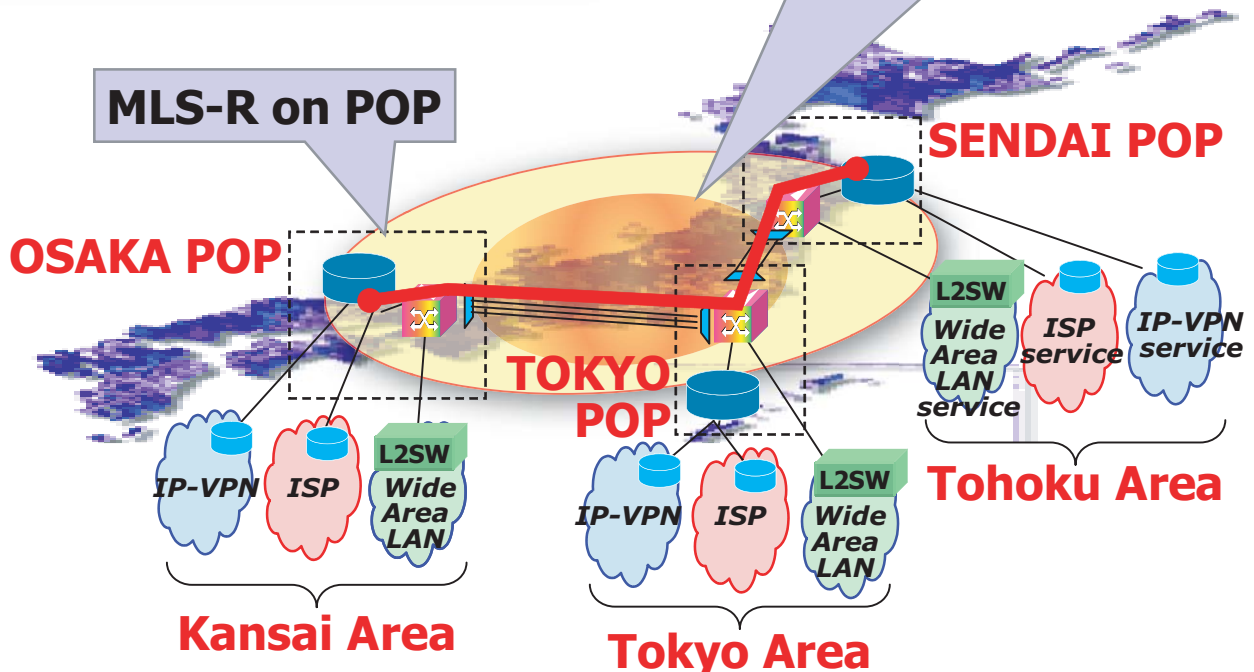 MLS-R on POP
SENDAI POP
OSAKA POP
TOKYO
POP
L2SW
Wide
Area
LAN
service
ISP
service
IP-VPN
service
Tohoku Area
IP-VPN
ISP
L2SW
Wide
Area
LAN
Kansai Area
IP-VPN
ISP
L2SW
Wide
Area
LAN
Tokyo Area